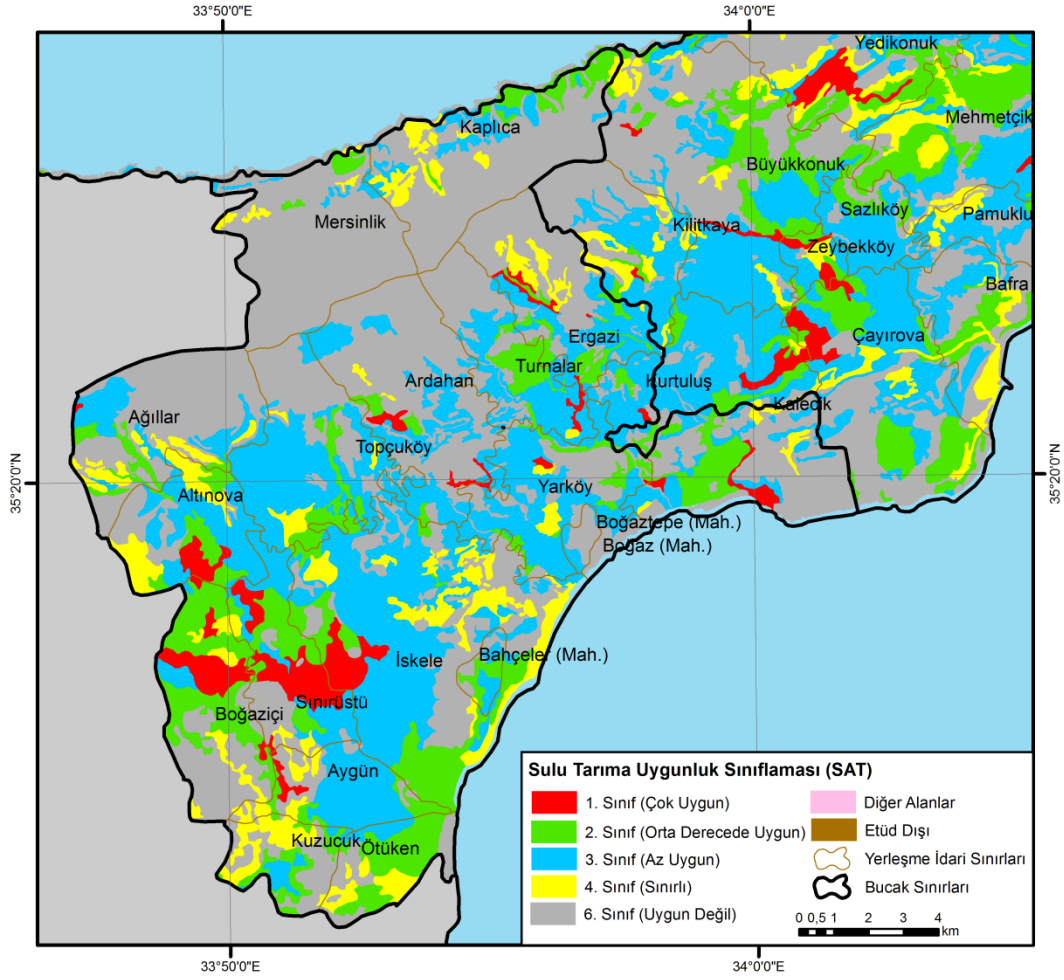 33°50'0"E
34°0'0"E
Yedikonuk
Mehmetçik
Kaplıca
Büyükkonuk
Sazlıköy
Pamuklu
Mersinlik
Kilitkaya
Zeybekköy
Bafra
Ergazi
Çayırova
Turnalar
Ardahan
Kurtuluş
Kaledik
Ağıllar
Topçuköy
35°20'0"N
35°20'0"N
Altınova
Yarköy
Boğaztepe (Mah.)
Boğaz (Mah.)
İskele
Bahçeler (Mah.)
Sınırüstü
Boğaziçi
Aygün
Kuzucuk
Ötüken
Sulu Tarıma Uygunluk Sınıflaması (SAT)
1. Sınıf (Çok Uygun)
2. Sınıf (Orta Derecede Uygun)
3. Sınıf (Az Uygun)
4. Sınıf (Sınırlı)
6. Sınıf (Uygun Değil)
Diğer Alanlar
Etüd Dışı
Yerleşme İdari Sınırları
Bucak Sınırları
0 0,5 1 2 3 4
km
33°50'0"E
34°0'0"E